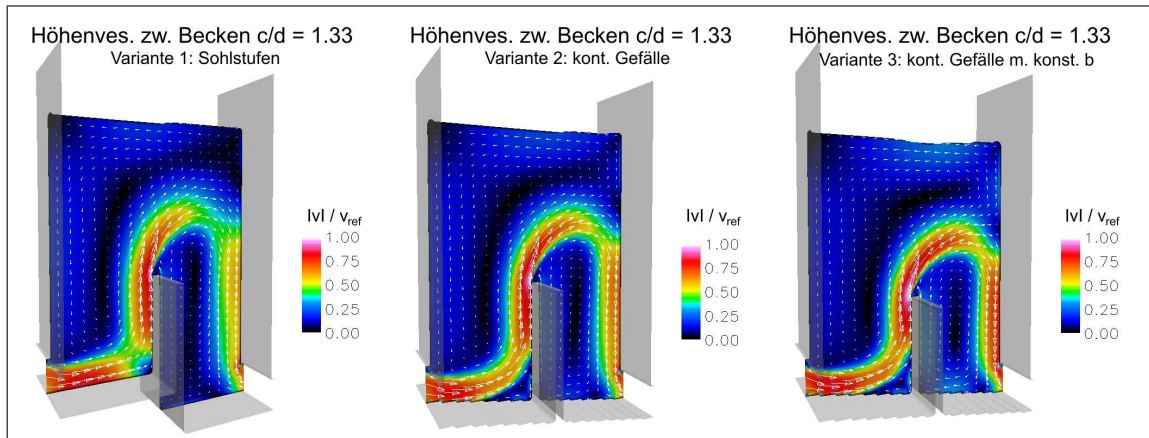 Höhenves. zw. Becken c/d = 1.33
Variante 1: Sohlstufen
|v| / vref
1.00
0.75
0.50
0.25
0.00
Höhenves. zw. Becken c/d = 1.33
Variante 2: kont. Gefälle
|v| / vref
1.00
0.75
0.50
0.25
0.00
Höhenves. zw. Becken c/d = 1.33
Variante 3: kont. Gefälle m. konst. b
|v| / vref
1.00
0.75
0.50
0.25
0.00